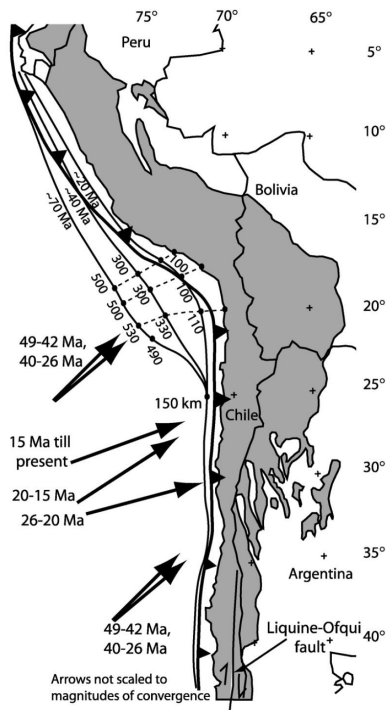 75°
70°
65°
Peru
5°
10°
Bolivia
~20 Ma
~40 Ma
~70 Ma
100
300
100
500
300
20°
500
330
110
530
490
49-42 Ma,
40-26 Ma
150 km
25°
Chile
15 Ma till
present
30°
20-15 Ma
26-20 Ma
35°
Argentina
49-42 Ma,
40-26 Ma
Liquine-Ofqui
fault
40°
Arrows not scaled to
magnitudes of convergence
15°